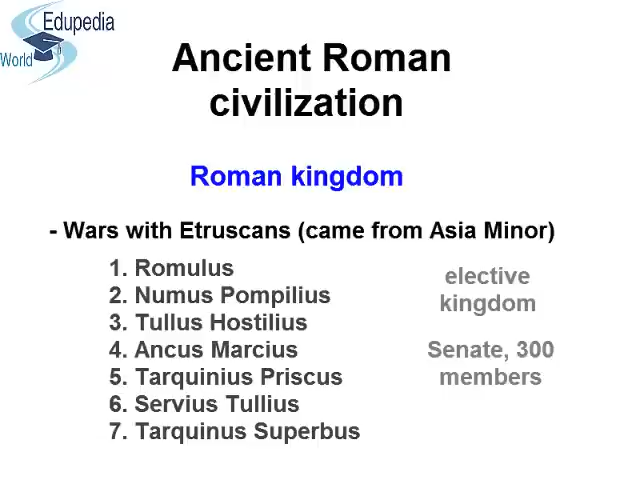 Edupedia
World
Ancient Roman
civilization
Roman kingdom
- Wars with Etruscans (came from Asia Minor)
1. Romulus
2. Numus Pompilius
3. Tullus Hostilius
4. Ancus Marcius
5. Tarquinius Priscus
6. Servius Tullius
7. Tarquinus Superbus
elective
kingdom
Senate, 300
members